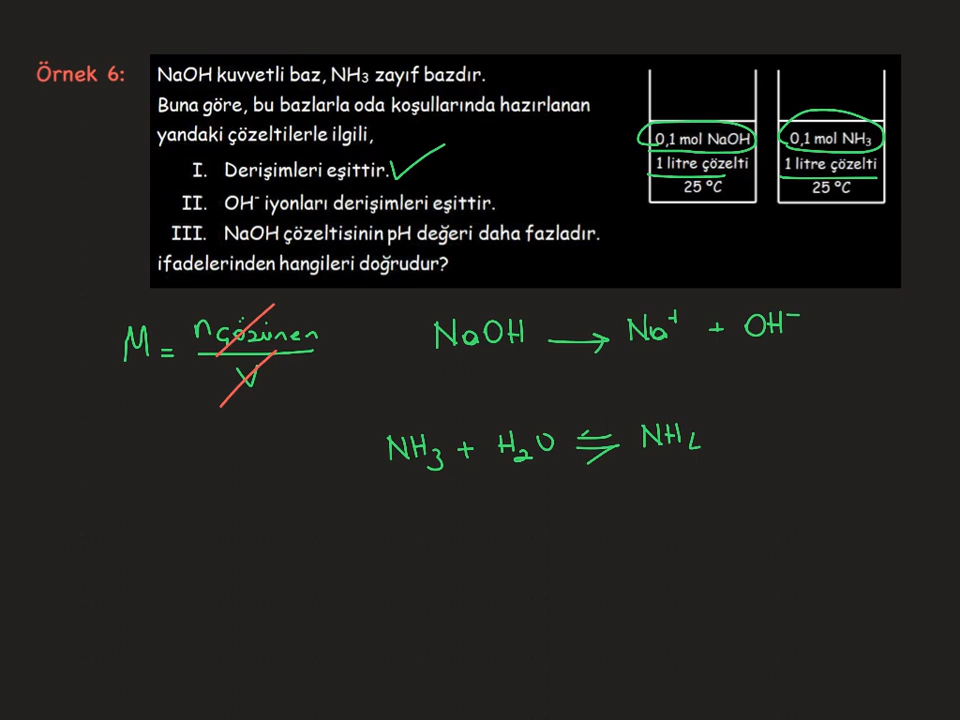 Örnek 6:
NaOH kuvvetli baz, NH₃ zayıf bazdır.
Buna göre, bu bazlarla oda koşullarında hazırlanan
yandaki çözeltilerle ilgili,
I. Derişimleri eşittir.
II. OH⁻ iyonları derişimleri eşittir.
III. NaOH çözeltisinin pH değeri daha fazladır.
ifadelerinden hangileri doğrudur?
0,1 mol NaOH
1 litre çözelti
25 °C
0,1 mol NH₃
1 litre çözelti
25 °C
M = nçözünen
V
NaOH → Na⁺ + OH⁻
NH₃ + H₂O ⇌ NH